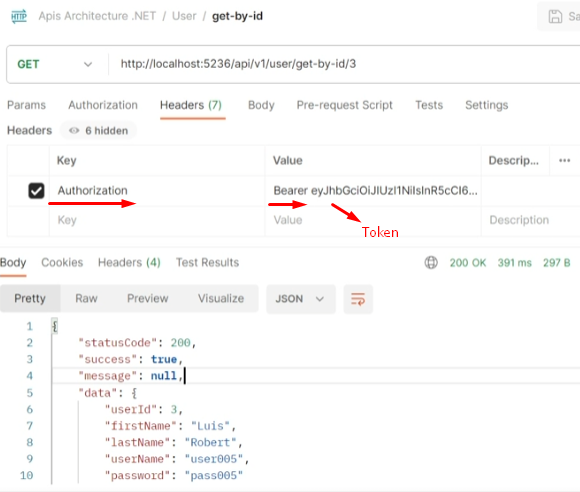 HTTP Apis Architecture .NET / User / get-by-id
GET http://localhost:5236/api/v1/user/get-by-id/3
Params Authorization Headers (7) Body Pre-request Script Tests Settings
Headers 6 hidden
Key Value Descrip... •••
Authorization Bearer eyJhbGciOiJIUzI1NiIsInR5cCI6...
Key Value Description
Token
Body Cookies Headers (4) Test Results 200 OK 391 ms 297 B
Pretty Raw Preview Visualize JSON
1 {
2 "statusCode": 200,
3 "success": true,
4 "message": null,
5 "data": {
6 "userId": 3,
7 "firstName": "Luis",
8 "lastName": "Robert",
9 "userName": "user005",
10 "password": "pass005"